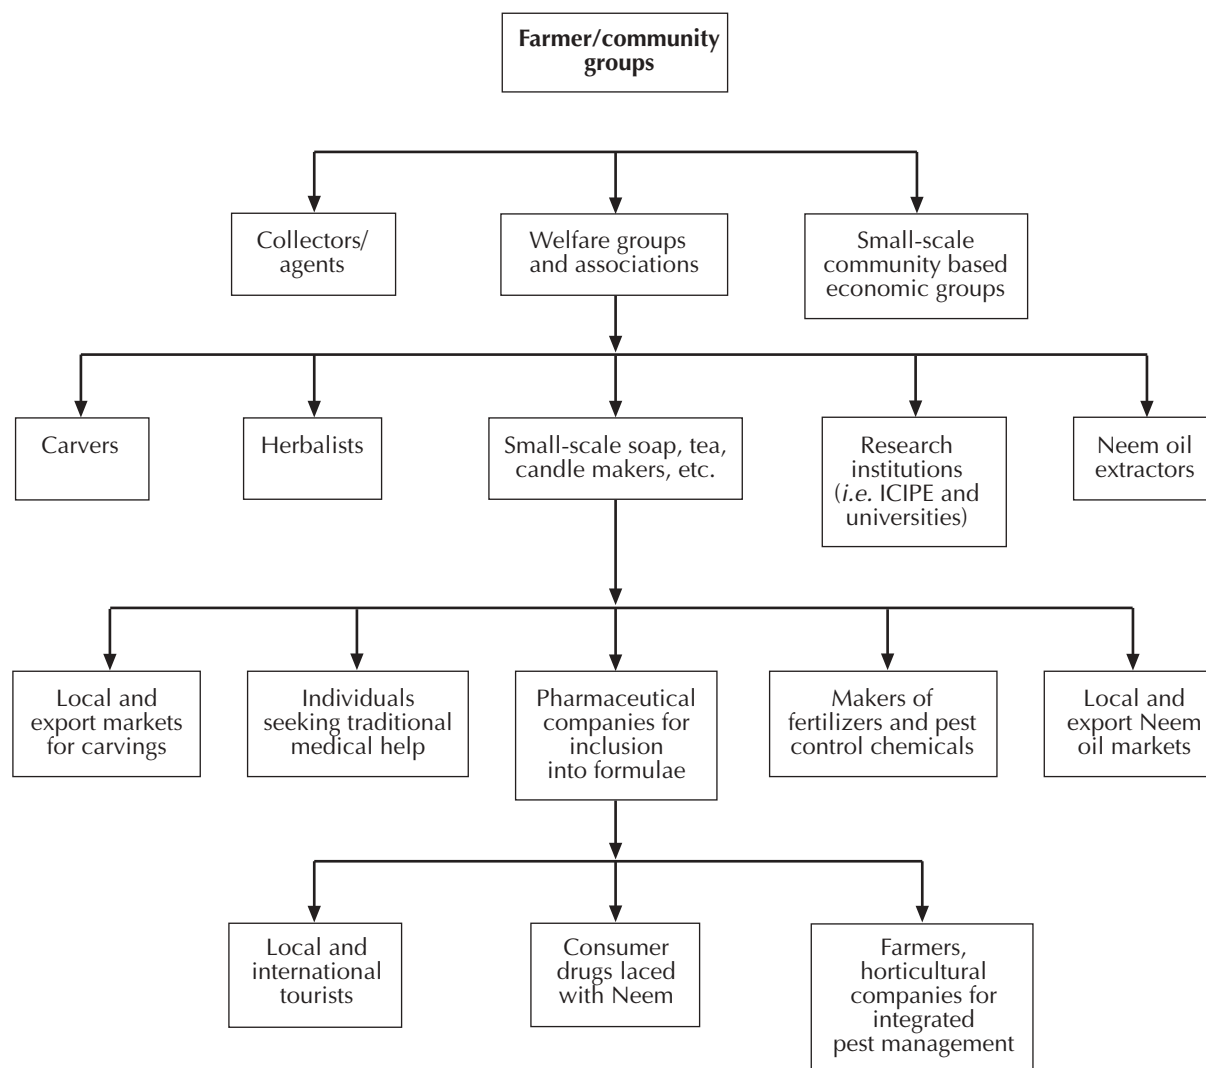 Farmer/community
groups
Collectors/
agents
Welfare groups
and associations
Small-scale
community based
economic groups
Carvers
Herbalists
Small-scale soap, tea,
candle makers, etc.
Research
institutions
(i.e. ICIPE and
universities)
Neem oil
extractors
Local and
export markets
for carvings
Individuals
seeking traditional
medical help
Pharmaceutical
companies for
inclusion
into formulae
Makers of
fertilizers and pest
control chemicals
Local and
export Neem
oil markets
Local and
international
tourists
Consumer
drugs laced
with Neem
Farmers,
horticultural
companies for
integrated
pest management